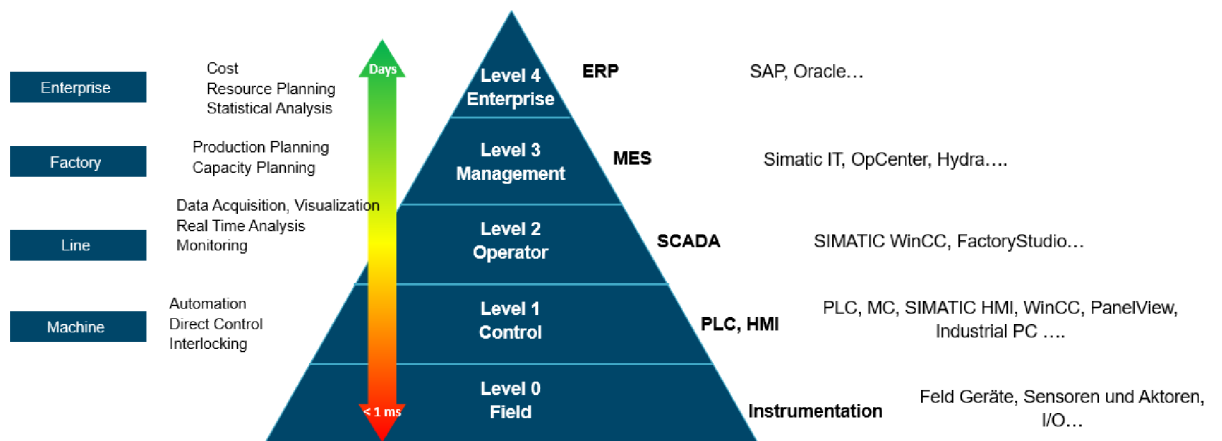 Enterprise
Cost
Resource Planning
Statistical Analysis
Days
Level 4
Enterprise
ERP
SAP, Oracle…
Factory
Production Planning
Capacity Planning
Level 3
Management
MES
Simatic IT, OpCenter, Hydra….
Line
Data Acquisition, Visualization
Real Time Analysis
Monitoring
Level 2
Operator
SCADA
SIMATIC WinCC, FactoryStudio…
Machine
Automation
Direct Control
Interlocking
Level 1
Control
PLC, HMI
PLC, MC, SIMATIC HMI, WinCC, PanelView,
Industrial PC ….
< 1 ms
Level 0
Field
Instrumentation
Feld Geräte, Sensoren und Aktoren,
I/O…